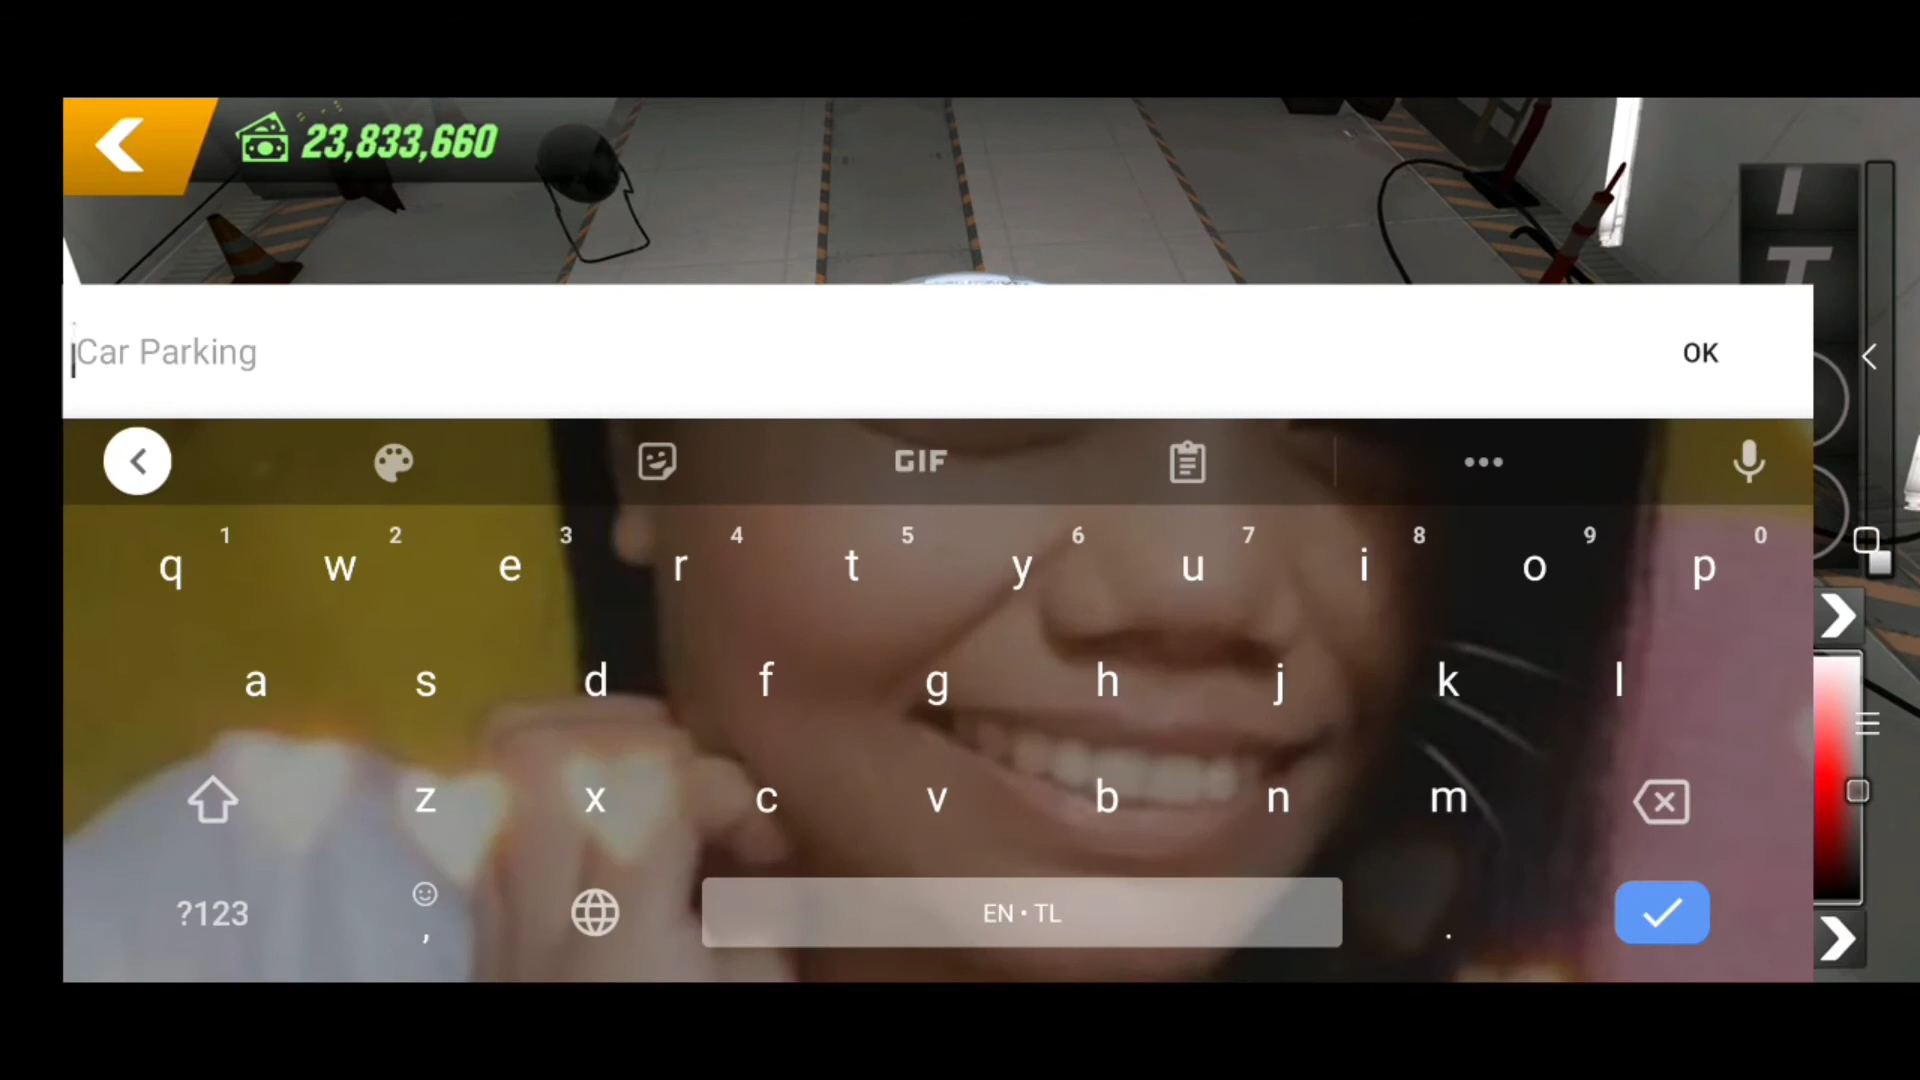 23,833,660
I
T
Car Parking
OK
GIF
1 2 3 4 5 6 7 8 9 0
q w e r t y u i o p
a s d f g h j k l
z x c v b n m
?123 , EN • TL .